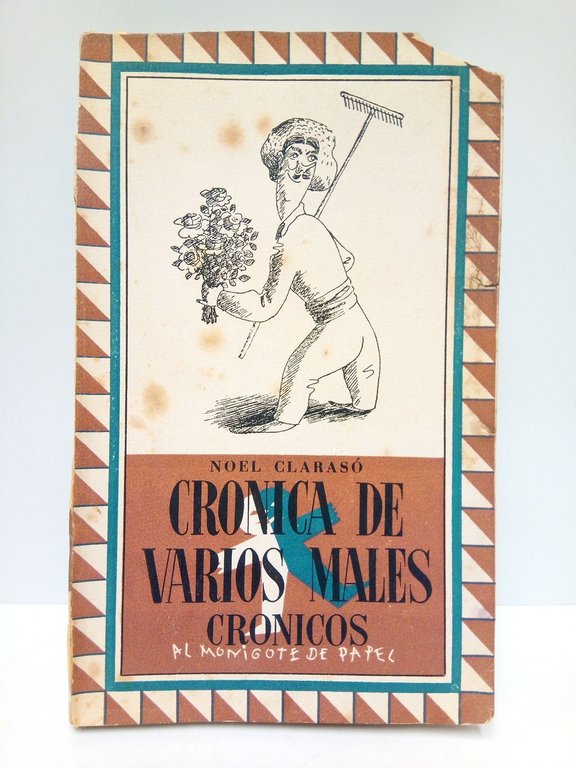 NOEL CLARASÓ
CRONICA DE
VARIOS MALES
CRONICOS
AL MONIGOTE DE PAPEL